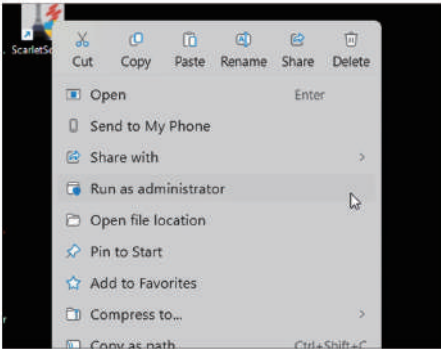 ScarletSc
Cut Copy Paste Rename Share Delete
Open Enter
Send to My Phone
Share with
Run as administrator
Open file location
Pin to Start
Add to Favorites
Compress to...
Copy as path Ctrl+Shift+C